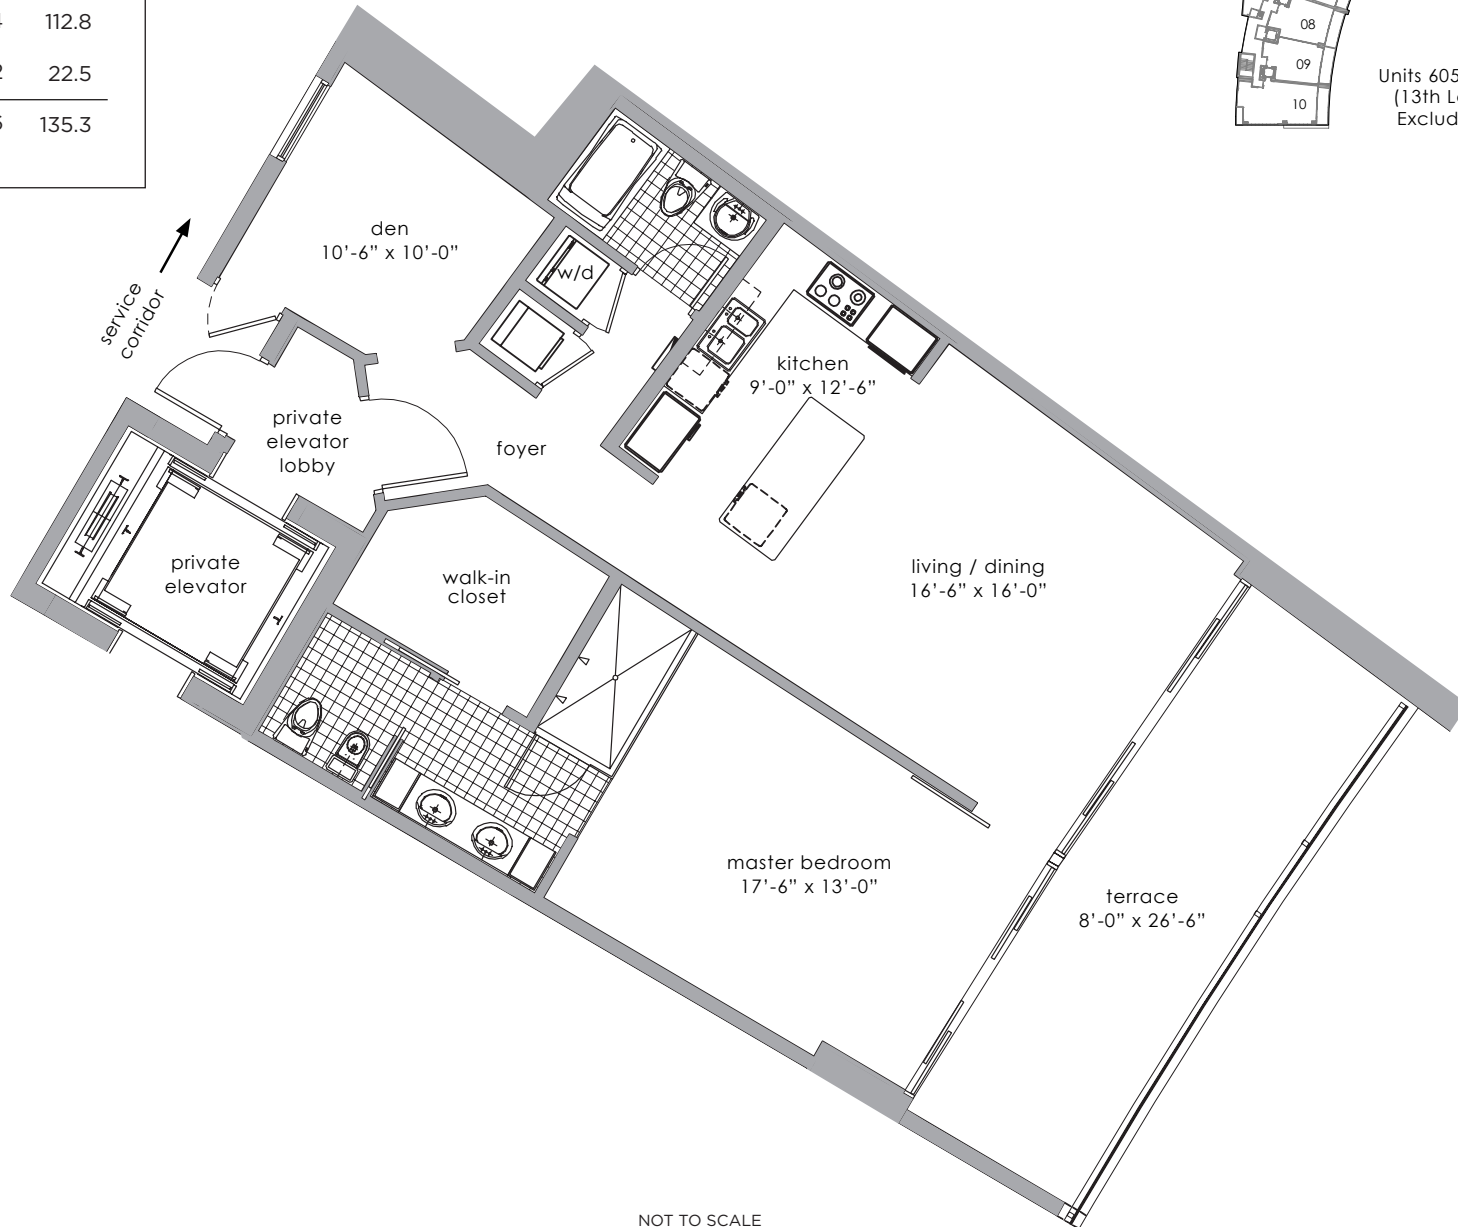 112.8
22.5
135.3
08
09
10
Units 605
(13th L
Exclud
den
10'-6" x 10'-0"
w/d
service
corridor
kitchen
9'-0" x 12'-6"
private
elevator
lobby
foyer
private
elevator
walk-in
closet
living / dining
16'-6" x 16'-0"
master bedroom
17'-6" x 13'-0"
terrace
8'-0" x 26'-6"
NOT TO SCALE